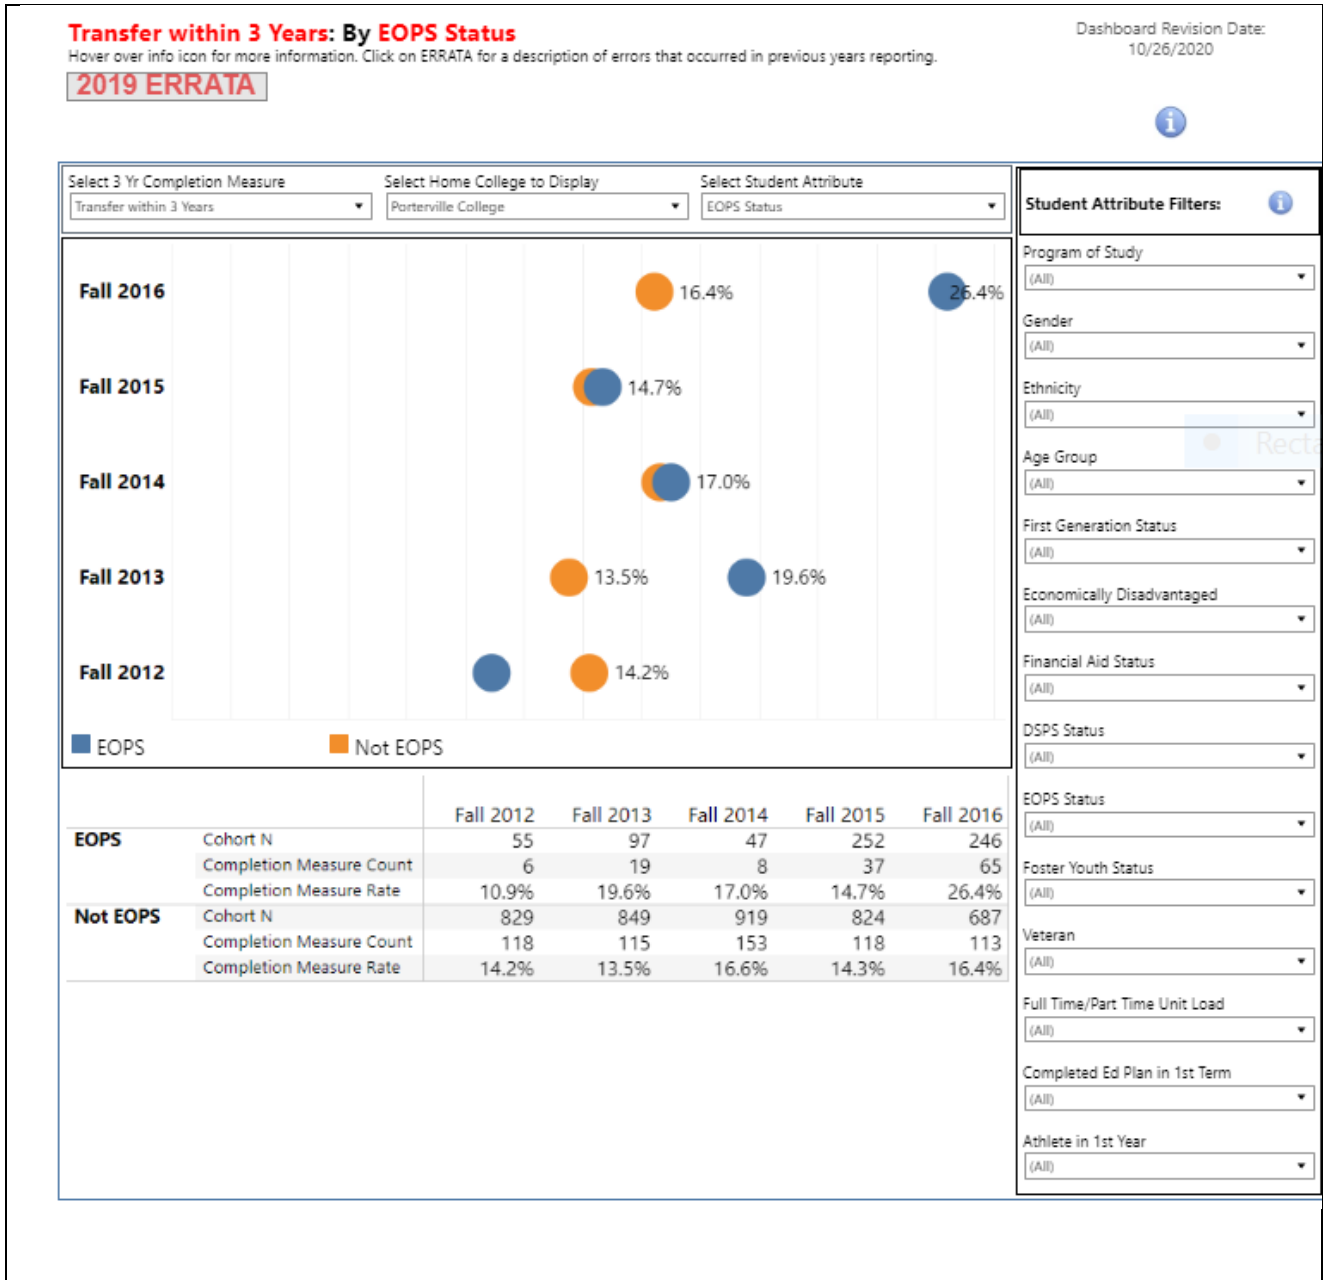 Transfer within 3 Years: By EOPS Status
Hover over info icon for more information. Click on ERRATA for a description of errors that occurred in previous years reporting.
2019 ERRATA
Dashboard Revision Date:
10/26/2020
i
Select 3 Yr Completion Measure
Transfer within 3 Years
Select Home College to Display
Porterville College
Select Student Attribute
EOPS Status
Fall 2016 16.4% 26.4%
Fall 2015 14.7%
Fall 2014 17.0%
Fall 2013 13.5% 19.6%
Fall 2012 14.2%
EOPS Not EOPS
Fall 2012 Fall 2013 Fall 2014 Fall 2015 Fall 2016
EOPS Cohort N 55 97 47 252 246
Completion Measure Count 6 19 8 37 65
Completion Measure Rate 10.9% 19.6% 17.0% 14.7% 26.4%
Not EOPS Cohort N 829 849 919 824 687
Completion Measure Count 118 115 153 118 113
Completion Measure Rate 14.2% 13.5% 16.6% 14.3% 16.4%
Student Attribute Filters: i
Program of Study
(All)
Gender
(All)
Ethnicity
(All)
Recta
Age Group
(All)
First Generation Status
(All)
Economically Disadvantaged
(All)
Financial Aid Status
(All)
DSPS Status
(All)
EOPS Status
(All)
Foster Youth Status
(All)
Veteran
(All)
Full Time/Part Time Unit Load
(All)
Completed Ed Plan in 1st Term
(All)
Athlete in 1st Year
(All)